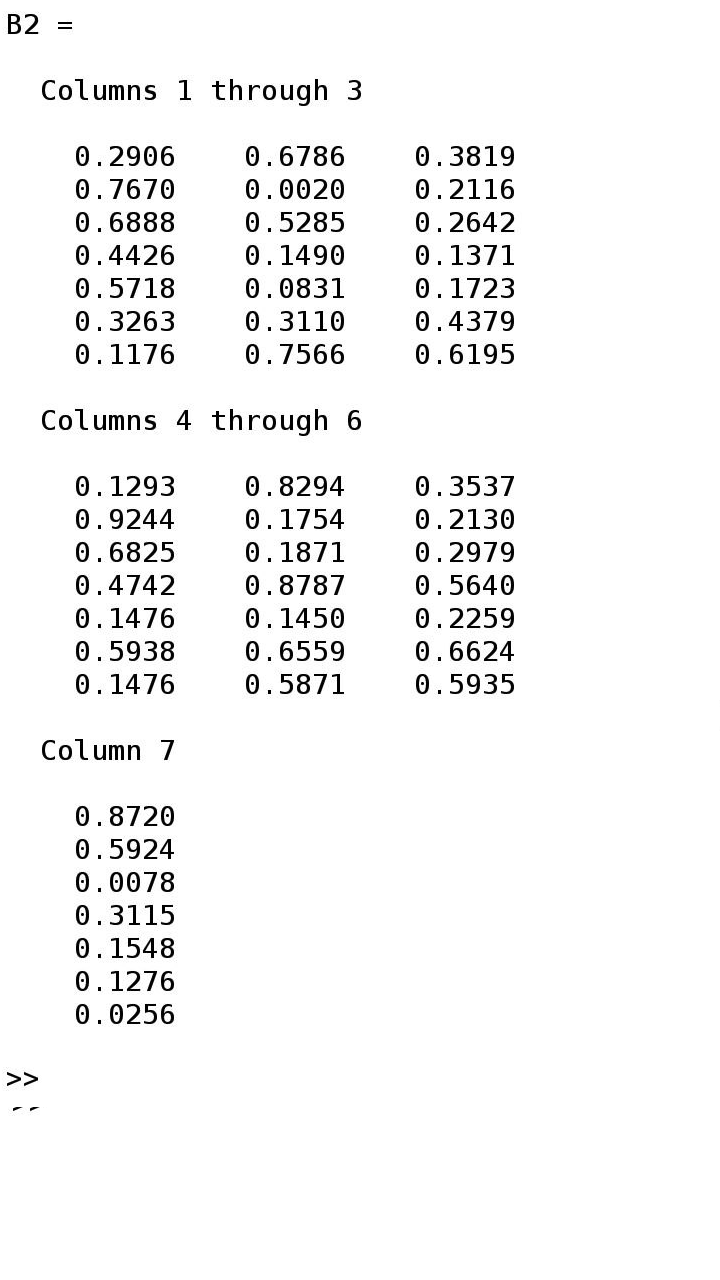 B2 =
Columns 1 through 3
0.2906 0.6786 0.3819
0.7670 0.0020 0.2116
0.6888 0.5285 0.2642
0.4426 0.1490 0.1371
0.5718 0.0831 0.1723
0.3263 0.3110 0.4379
0.1176 0.7566 0.6195
Columns 4 through 6
0.1293 0.8294 0.3537
0.9244 0.1754 0.2130
0.6825 0.1871 0.2979
0.4742 0.8787 0.5640
0.1476 0.1450 0.2259
0.5938 0.6559 0.6624
0.1476 0.5871 0.5935
Column 7
0.8720
0.5924
0.0078
0.3115
0.1548
0.1276
0.0256
>>